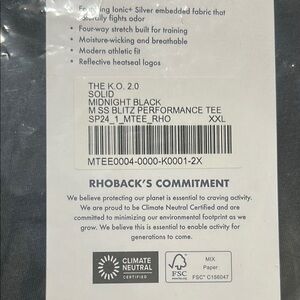 Ionic+ Silver embedded fabric that
fights odor
• Four-way stretch built for training
• Moisture-wicking and breathable
• Modern athletic fit
• Reflective heatseal logos
THE K.O. 2.0
SOLID
MIDNIGHT BLACK
M SS BLITZ PERFORMANCE TEE
SP24_1_MTEE_RHO XXL
MTEE0004-0000-K0001-2X
RHOBACK'S COMMITMENT
We believe protecting our planet is essential to craving activity.
We are proud to be Climate Neutral Certified and are
committed to minimizing our environmental footprint as we
grow. We believe this is essential to enable activity for
generations to come.
CLIMATE
NEUTRAL
CERTIFIED
FSC
MIX
Paper
FSC® C156047